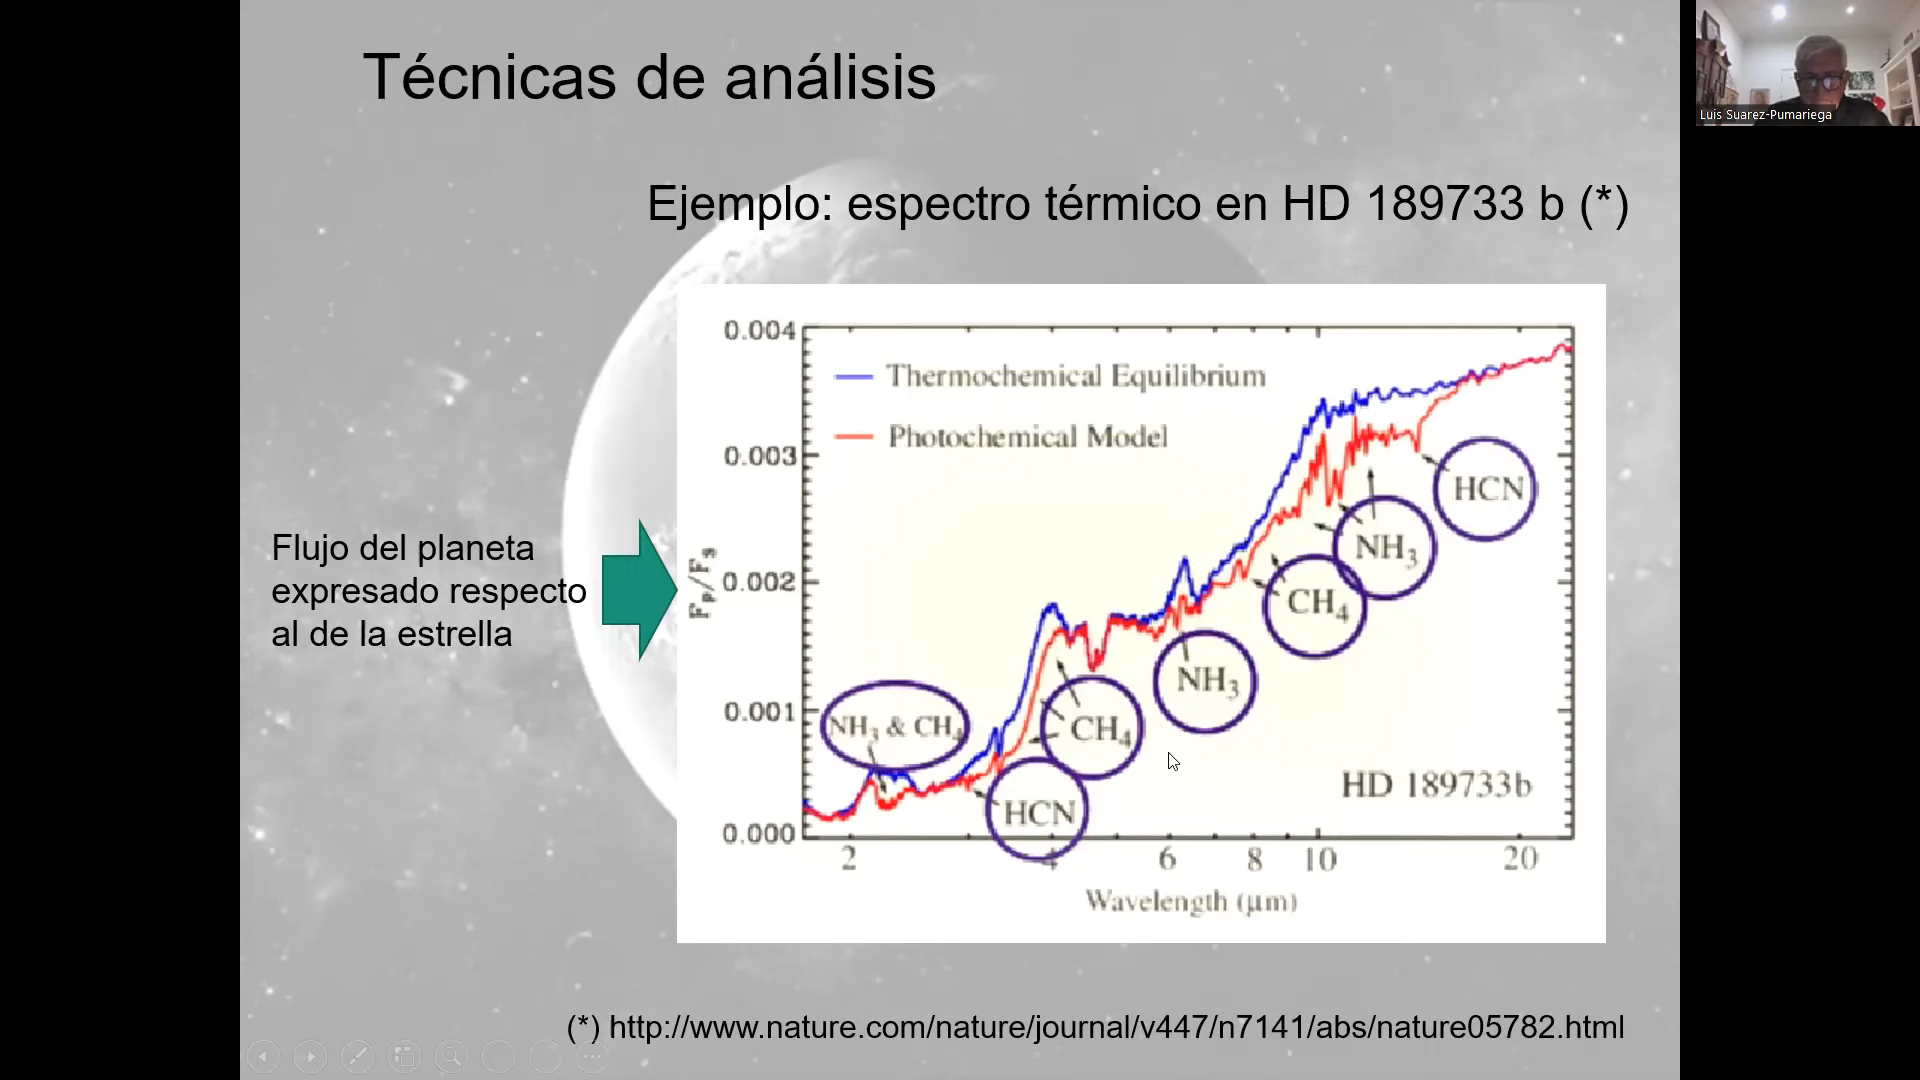 Técnicas de análisis
Luis Suarez-Pumariega
Ejemplo: espectro térmico en HD 189733 b (*)
0.004
Thermochemical Equilibrium
Photochemical Model
0.003
HCN
NH₃
Flujo del planeta
expresado respecto
al de la estrella
Fₚ/Fₛ
0.002
CH₄
NH₃
0.001
NH₃ & CH₄
CH₄
HD 189733b
HCN
0.000
2 4 6 8 10 20
Wavelength (μm)
(*) http://www.nature.com/nature/journal/v447/n7141/abs/nature05782.html